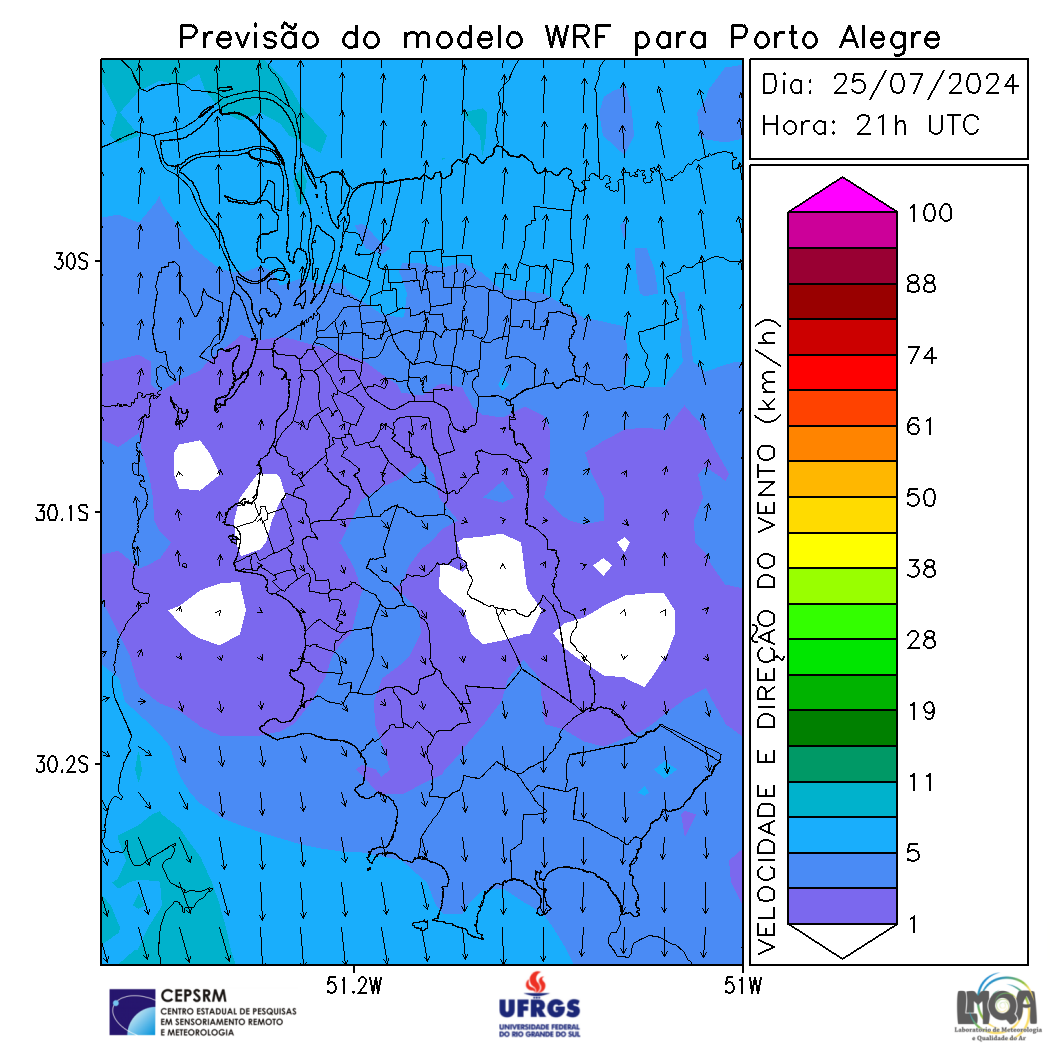 Previsão do modelo WRF para Porto Alegre
Dia: 25/07/2024
Hora: 21h UTC
30S
30.1S
30.2S
51.2W
51W
VELOCIDADE E DIREÇÃO DO VENTO (km/h)
100
88
74
61
50
38
28
19
11
5
1
CEPSRM
CENTRO ESTADUAL DE PESQUISAS
EM SENSORIAMENTO REMOTO
E METEOROLOGIA
UFRGS
UNIVERSIDADE FEDERAL
DO RIO GRANDE DO SUL
LMQA
Laboratório de Meteorologia
e Qualidade do Ar